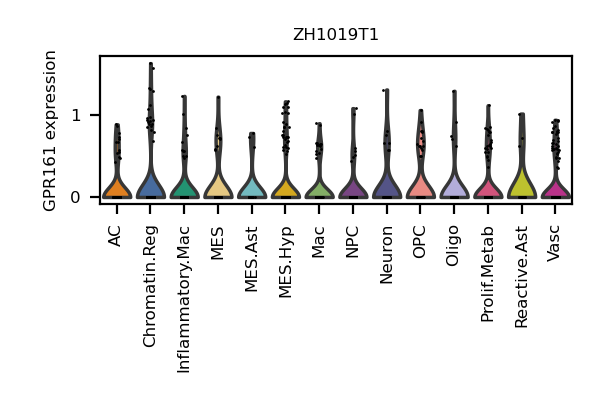 ZH1019T1
GPR161 expression
1
0
AC
Chromatin.Reg
Inflammatory.Mac
MES
MES.Ast
MES.Hyp
Mac
NPC
Neuron
OPC
Oligo
Prolif.Metab
Reactive.Ast
Vasc